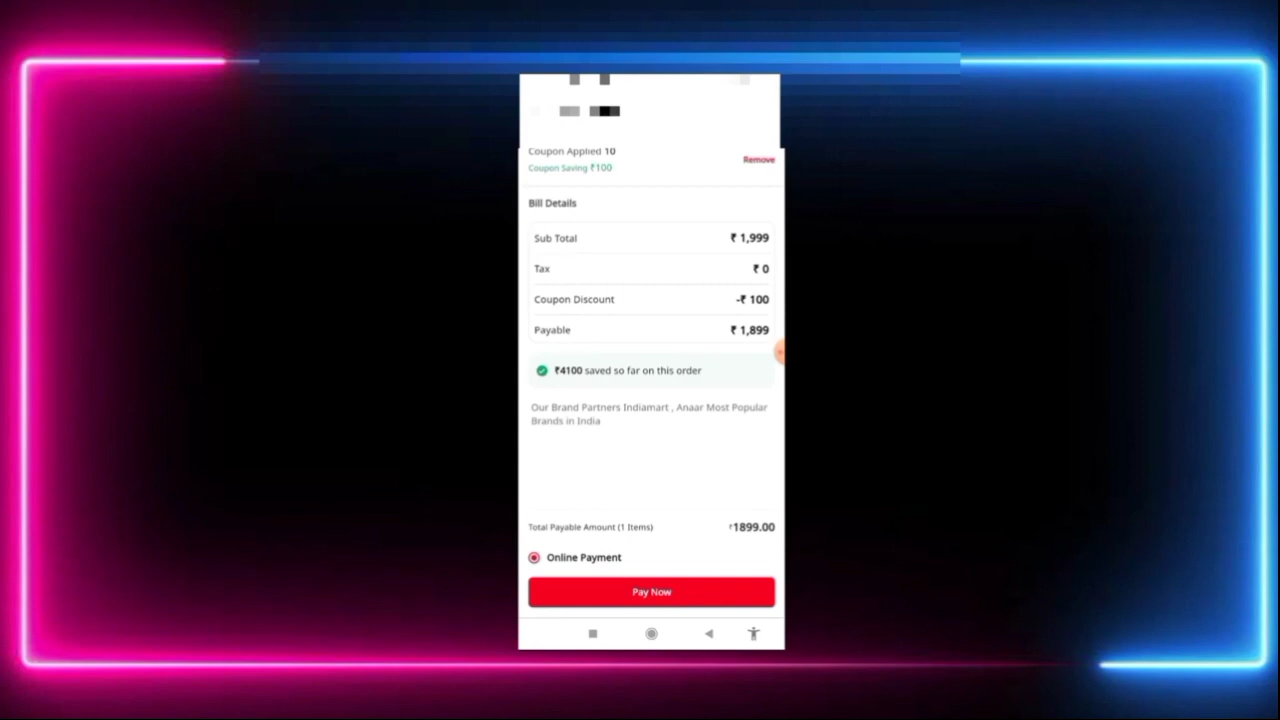 Coupon Applied 10
Remove
Coupon Saving ₹100
Bill Details
Sub Total ₹ 1,999
Tax ₹ 0
Coupon Discount -₹ 100
Payable ₹ 1,899
₹4100 saved so far on this order
Our Brand Partners Indiamart , Anaar Most Popular
Brands in India
Total Payable Amount (1 Items) ₹1899.00
Online Payment
Pay Now